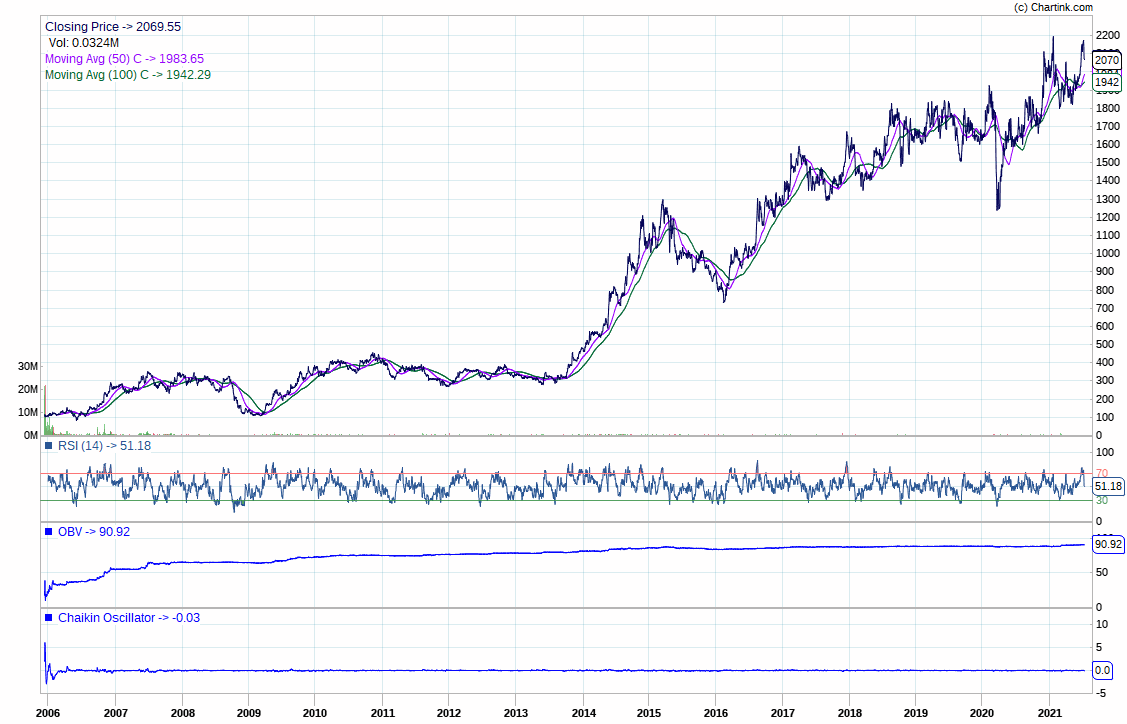 (c) Chartink.com
Closing Price -> 2069.55
Vol: 0.0324M
Moving Avg (50) C -> 1983.65
Moving Avg (100) C -> 1942.29
2200
2070
1942
1800
1700
1600
1500
1400
1300
1200
1100
1000
900
800
700
600
500
400
300
200
100
0
30M
20M
10M
0M
RSI (14) -> 51.18
100
70
51.18
30
0
OBV -> 90.92
90.92
50
0
Chaikin Oscillator -> -0.03
10
5
0.0
-5
2006 2007 2008 2009 2010 2011 2012 2013 2014 2015 2016 2017 2018 2019 2020 2021